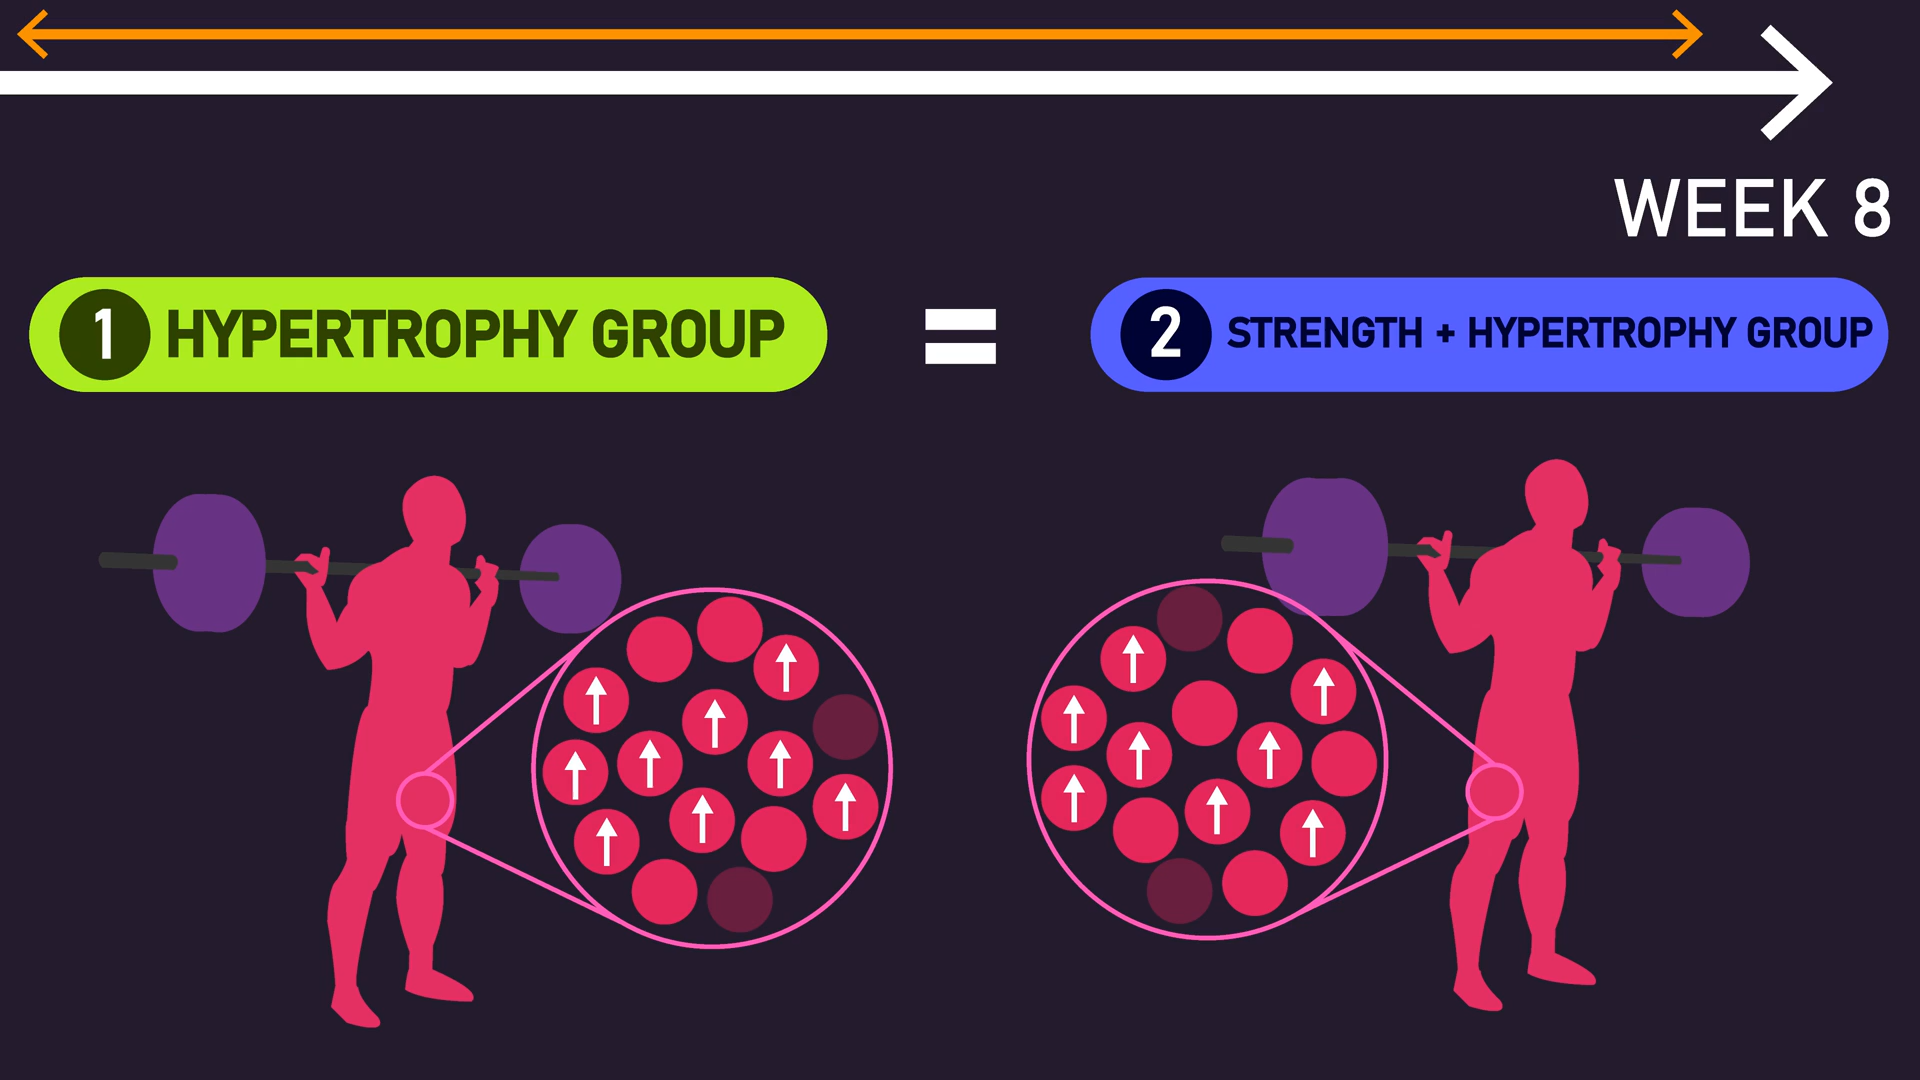 WEEK 8
1 HYPERTROPHY GROUP
=
2 STRENGTH + HYPERTROPHY GROUP